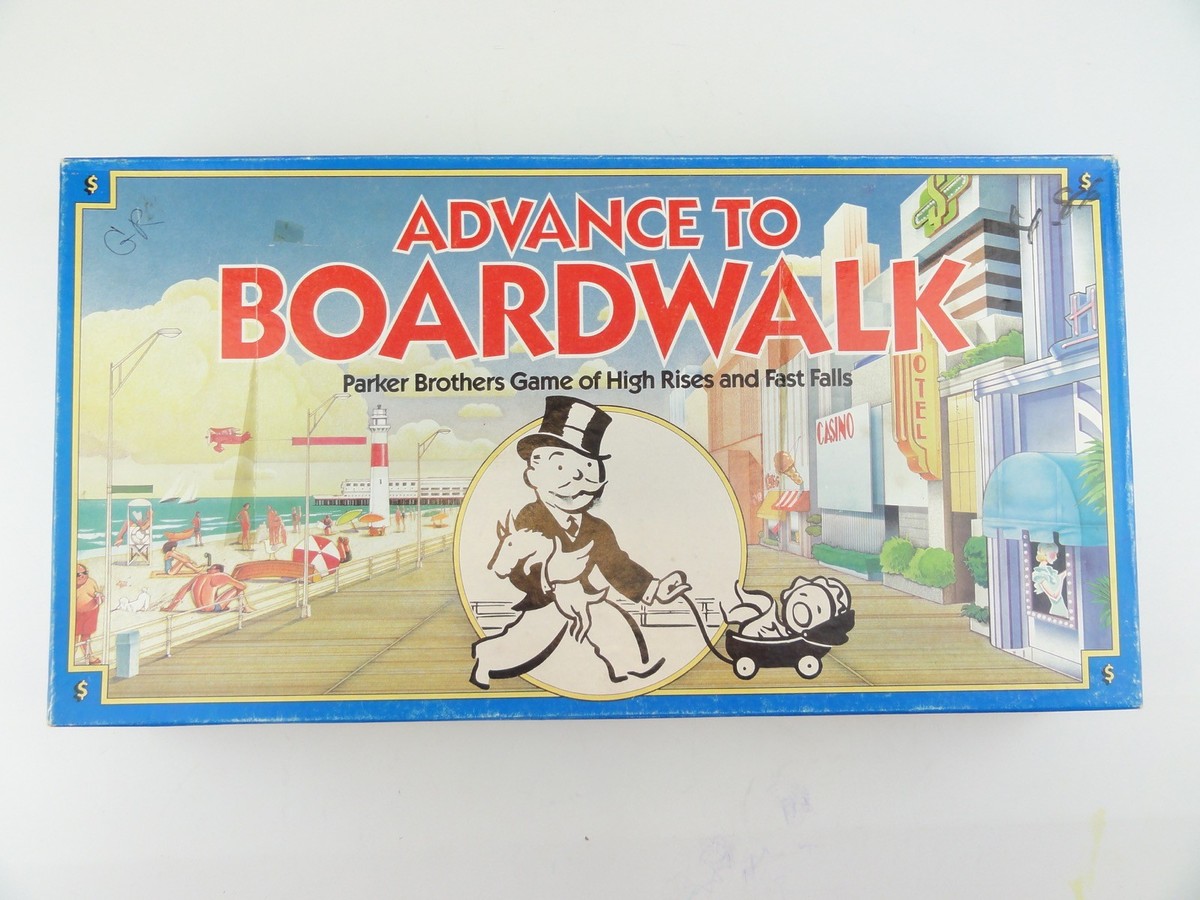 $ $
ADVANCE TO
BOARDWALK
Parker Brothers Game of High Rises and Fast Falls
HOTEL
CASINO
$ $